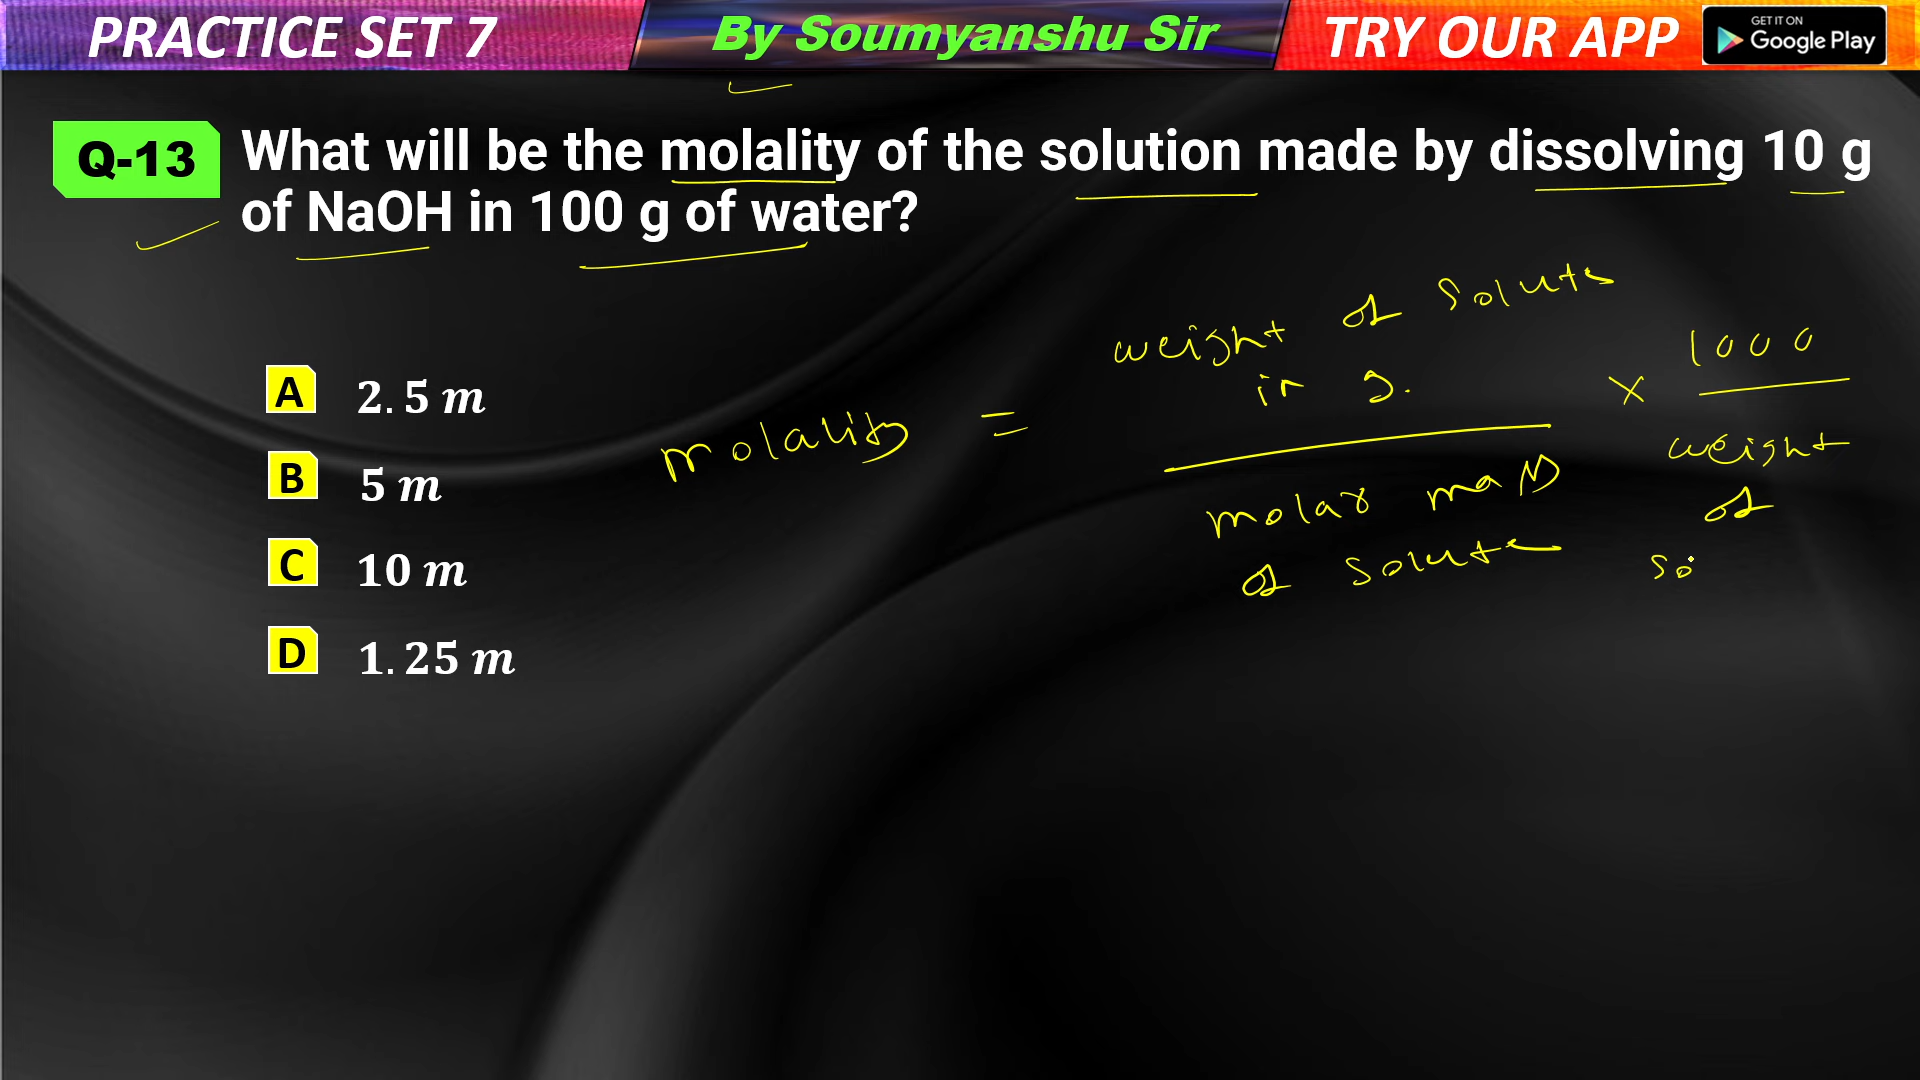 PRACTICE SET 7
By Soumyanshu Sir
TRY OUR APP
GET IT ON
Google Play
Q-13
What will be the molality of the solution made by dissolving 10 g
of NaOH in 100 g of water?
A 2.5 m
B 5 m
C 10 m
D 1.25 m
molality = weight of solute
in g.
molar mass
of solute
× 1000
weight
of
so